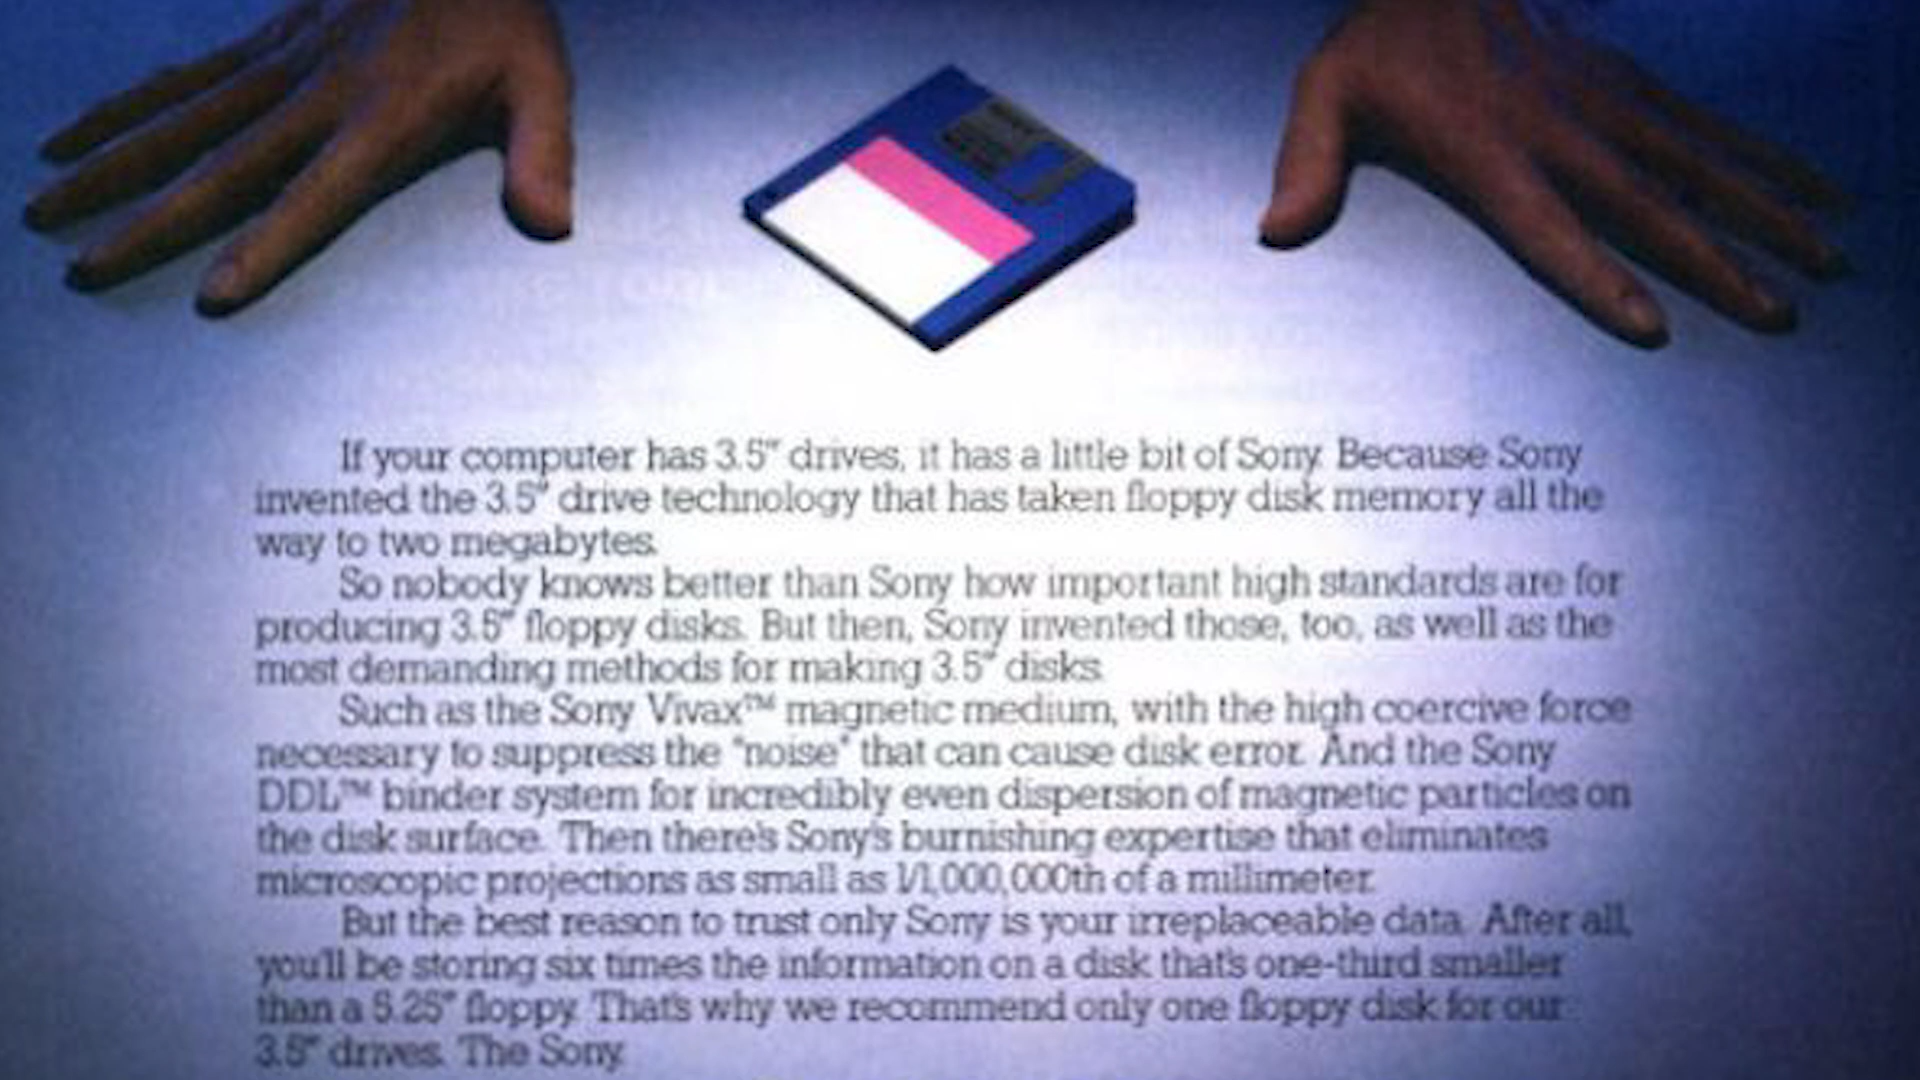 If your computer has 3.5" drives, it has a little bit of Sony. Because Sony
invented the 3.5" drive technology that has taken floppy disk memory all the
way to two megabytes.
So nobody knows better than Sony how important high standards are for
producing 3.5" floppy disks. But then, Sony invented those, too, as well as the
most demanding methods for making 3.5" disks.
Such as the Sony Vivax™ magnetic medium, with the high coercive force
necessary to suppress the "noise" that can cause disk error. And the Sony
DDL™ binder system for incredibly even dispersion of magnetic particles on
the disk surface. Then there's Sony's burnishing expertise that eliminates
microscopic projections as small as 1/1,000,000th of a millimeter.
But the best reason to trust only Sony is your irreplaceable data. After all,
you'll be storing six times the information on a disk that's one-third smaller
than a 5.25" floppy. That's why we recommend only one floppy disk for our
3.5" drives. The Sony.